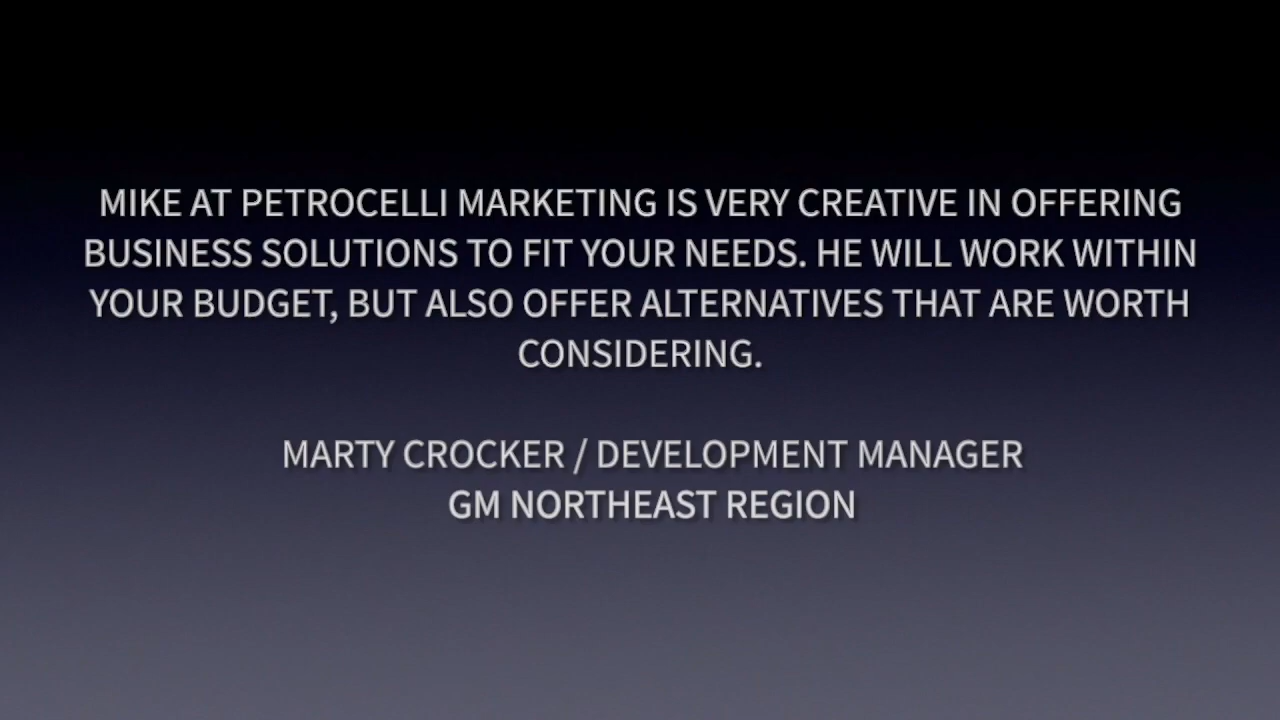 MIKE AT PETROCELLI MARKETING IS VERY CREATIVE IN OFFERING
BUSINESS SOLUTIONS TO FIT YOUR NEEDS. HE WILL WORK WITHIN
YOUR BUDGET, BUT ALSO OFFER ALTERNATIVES THAT ARE WORTH
CONSIDERING.
MARTY CROCKER / DEVELOPMENT MANAGER
GM NORTHEAST REGION